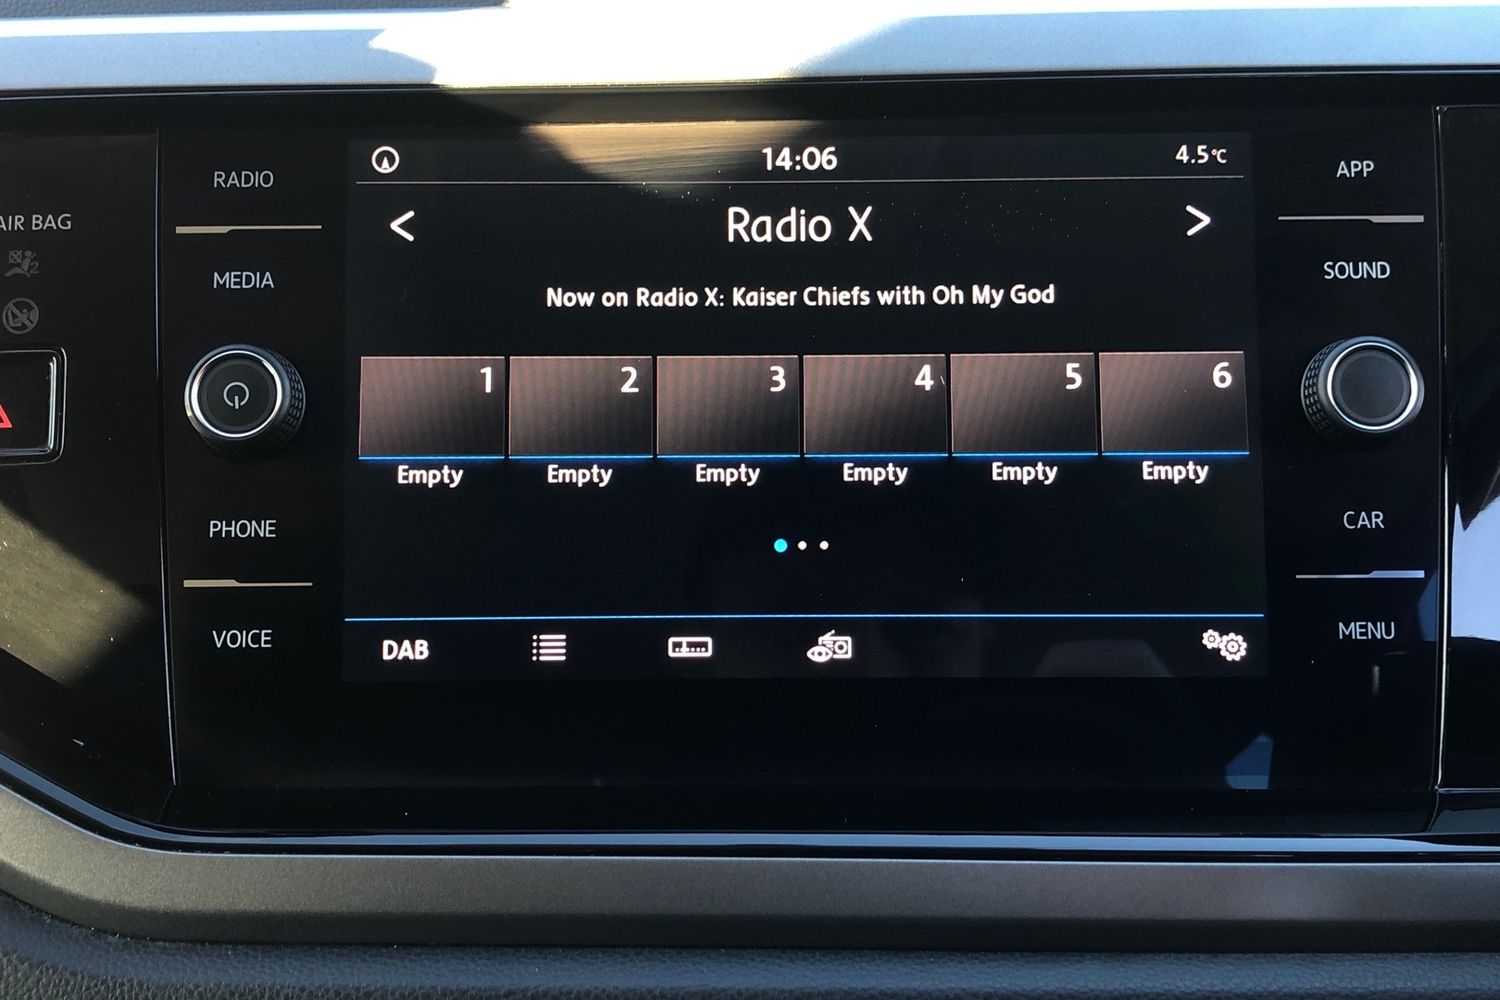 AIR BAG
RADIO
MEDIA
PHONE
VOICE
14:06
4.5°C
< Radio X >
Now on Radio X: Kaiser Chiefs with Oh My God
1 2 3 4 5 6
Empty Empty Empty Empty Empty Empty
DAB
APP
SOUND
CAR
MENU